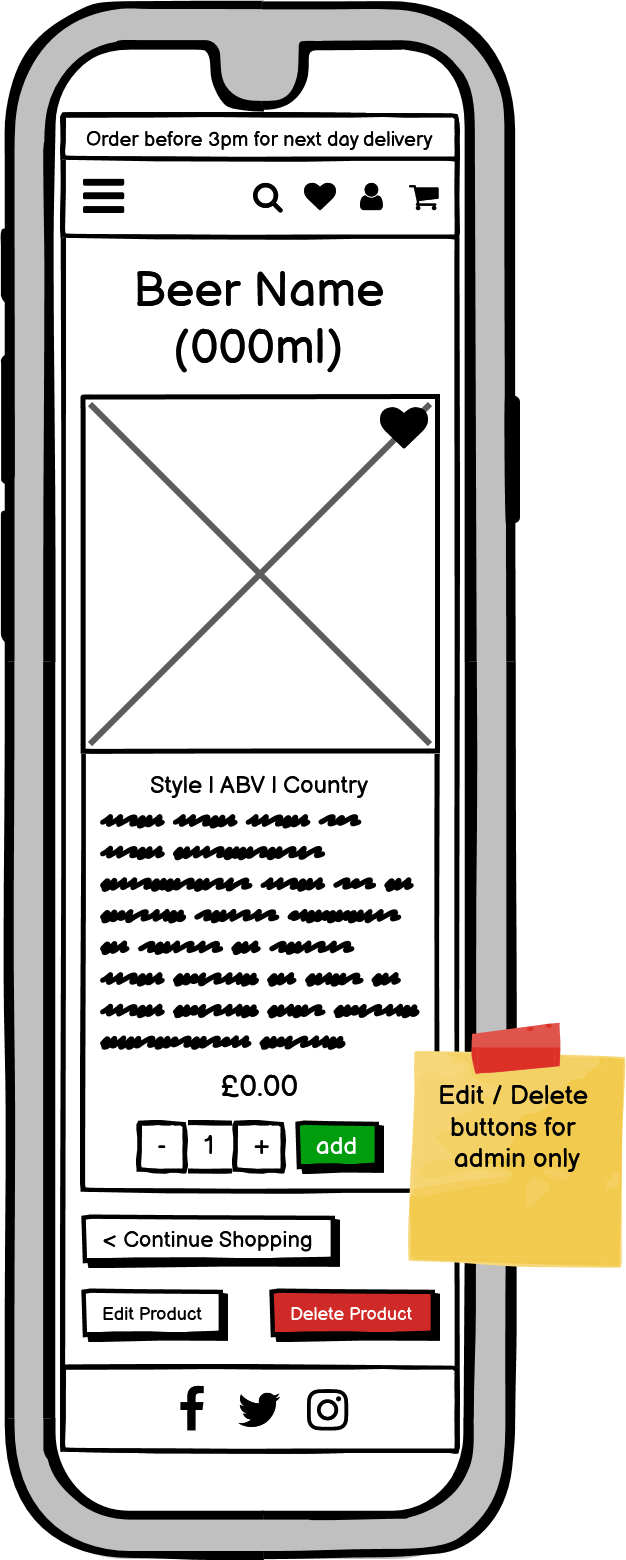 Order before 3pm for next day delivery
Beer Name
(000ml)
Style | ABV | Country
£0.00
- 1 + add
< Continue Shopping
Edit Product Delete Product
Edit / Delete
buttons for
admin only